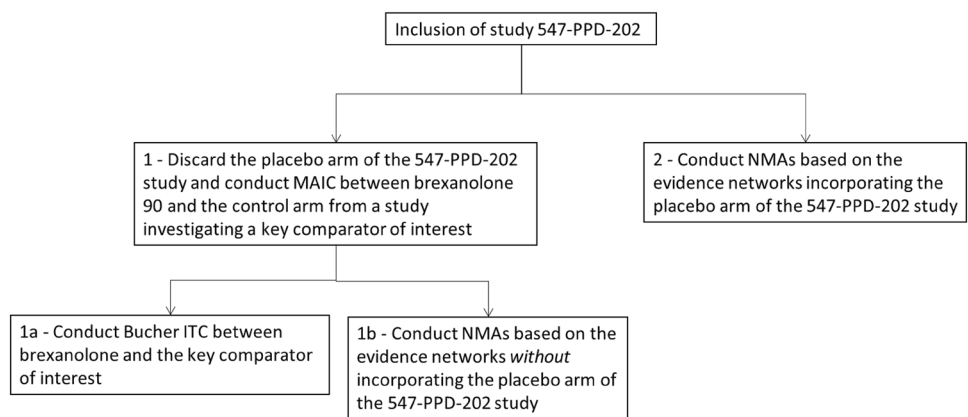 Inclusion of study 547-PPD-202
1 - Discard the placebo arm of the 547-PPD-202
study and conduct MAIC between brexanolone
90 and the control arm from a study
investigating a key comparator of interest
2 - Conduct NMAs based on the
evidence networks incorporating the
placebo arm of the 547-PPD-202 study
1a - Conduct Bucher ITC between
brexanolone and the key comparator
of interest
1b - Conduct NMAs based on the
evidence networks without
incorporating the placebo arm of
the 547-PPD-202 study